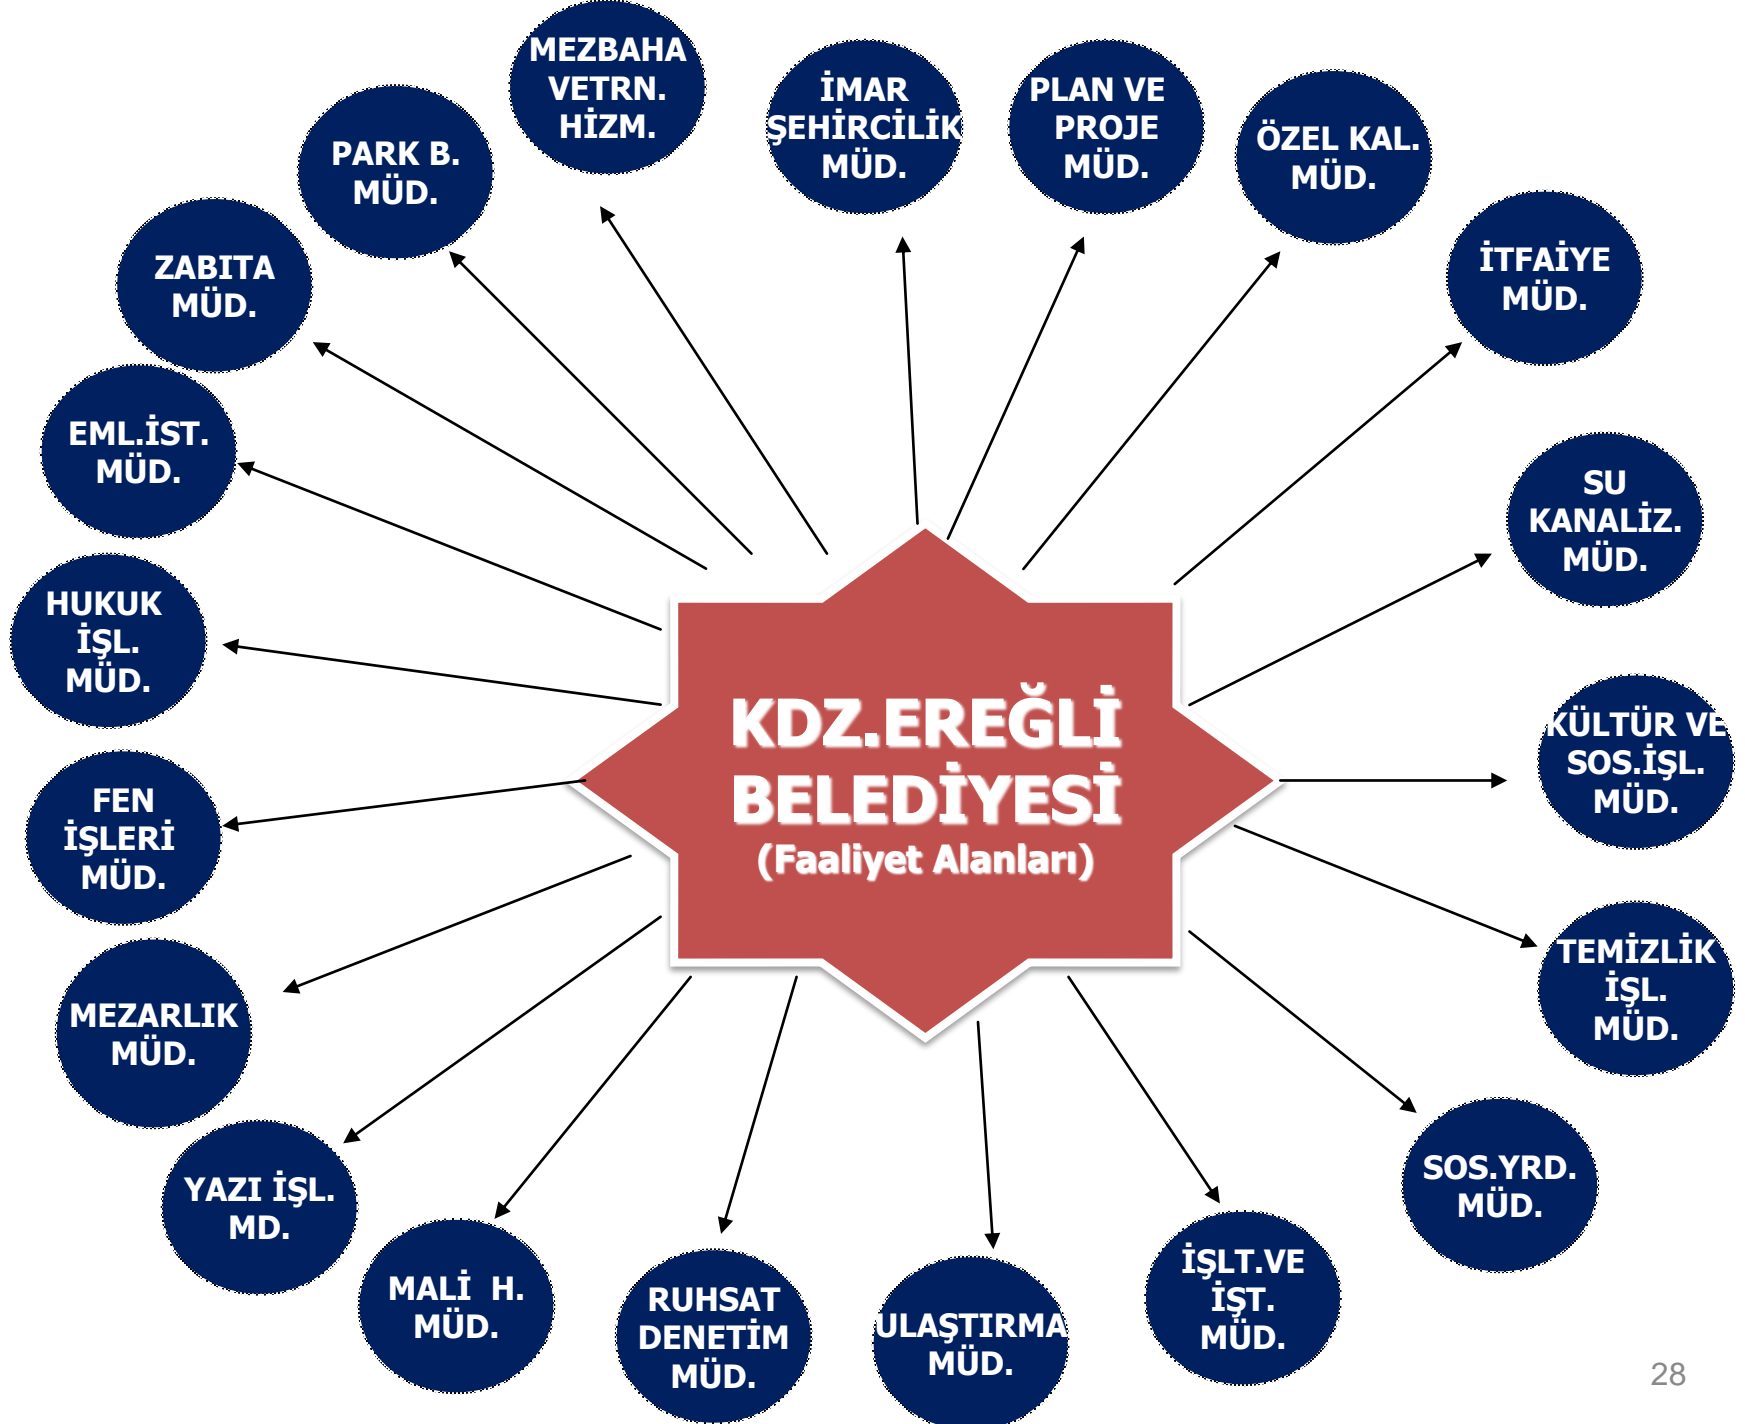 MEZBAHA
VETRN.
HİZM.
İMAR
ŞEHİRCİLİK
MÜD.
PLAN VE
PROJE
MÜD.
ÖZEL KAL.
MÜD.
PARK B.
MÜD.
ZABITA
MÜD.
İTFAİYE
MÜD.
EML.İST.
MÜD.
SU
KANALİZ.
MÜD.
HUKUK
İŞL.
MÜD.
KDZ.EREĞLİ
BELEDİYESİ
(Faaliyet Alanları)
KÜLTÜR VE
SOS.İŞL.
MÜD.
FEN
İŞLERİ
MÜD.
TEMİZLİK
İŞL.
MÜD.
MEZARLIK
MÜD.
YAZI İŞL.
MD.
SOS.YRD.
MÜD.
MALİ  H.
MÜD.
RUHSAT
DENETİM
MÜD.
ULAŞTIRMA
MÜD.
İŞLT.VE
İŞT.
MÜD.
28